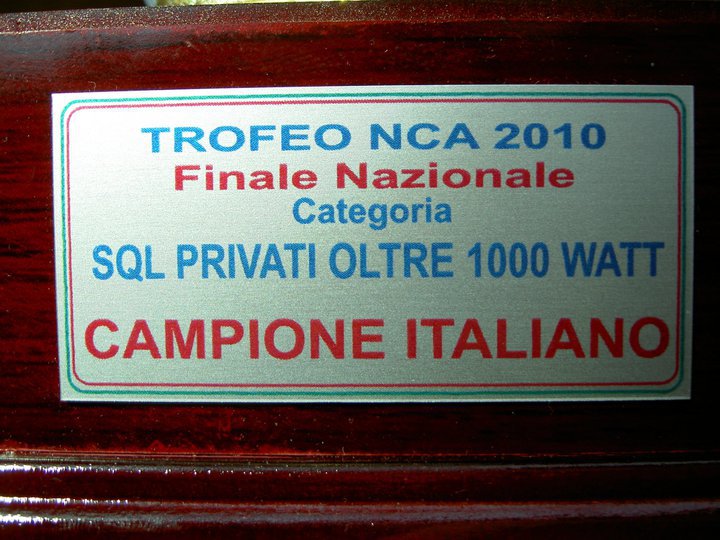 TROFEO NCA 2010
Finale Nazionale
Categoria
SQL PRIVATI OLTRE 1000 WATT
CAMPIONE ITALIANO